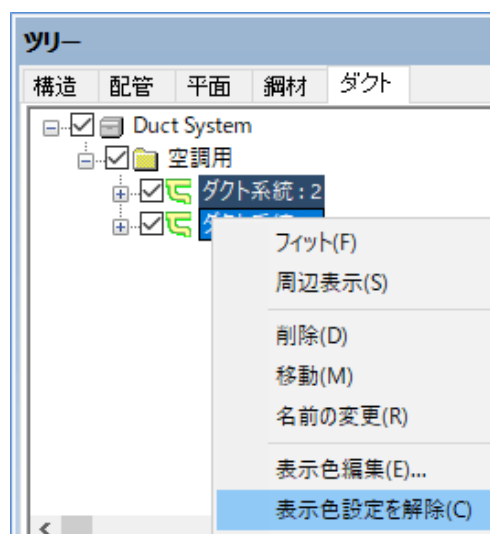 ツリー
構造 配管 平面 鋼材 ダクト
Duct System
空調用
ダクト系統 : 2
フィット(F)
周辺表示(S)
削除(D)
移動(M)
名前の変更(R)
表示色編集(E)...
表示色設定を解除(C)